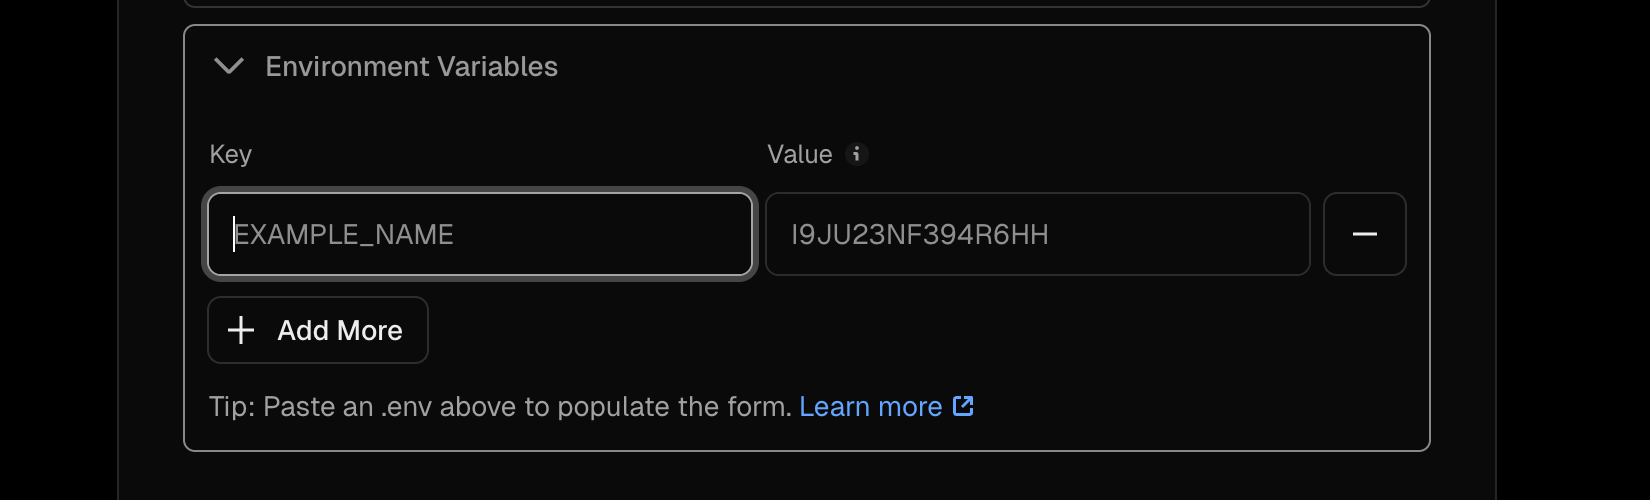 Environment Variables
Key
Value
EXAMPLE_NAME
I9JU23NF394R6HH
Add More
Tip: Paste an .env above to populate the form. Learn more